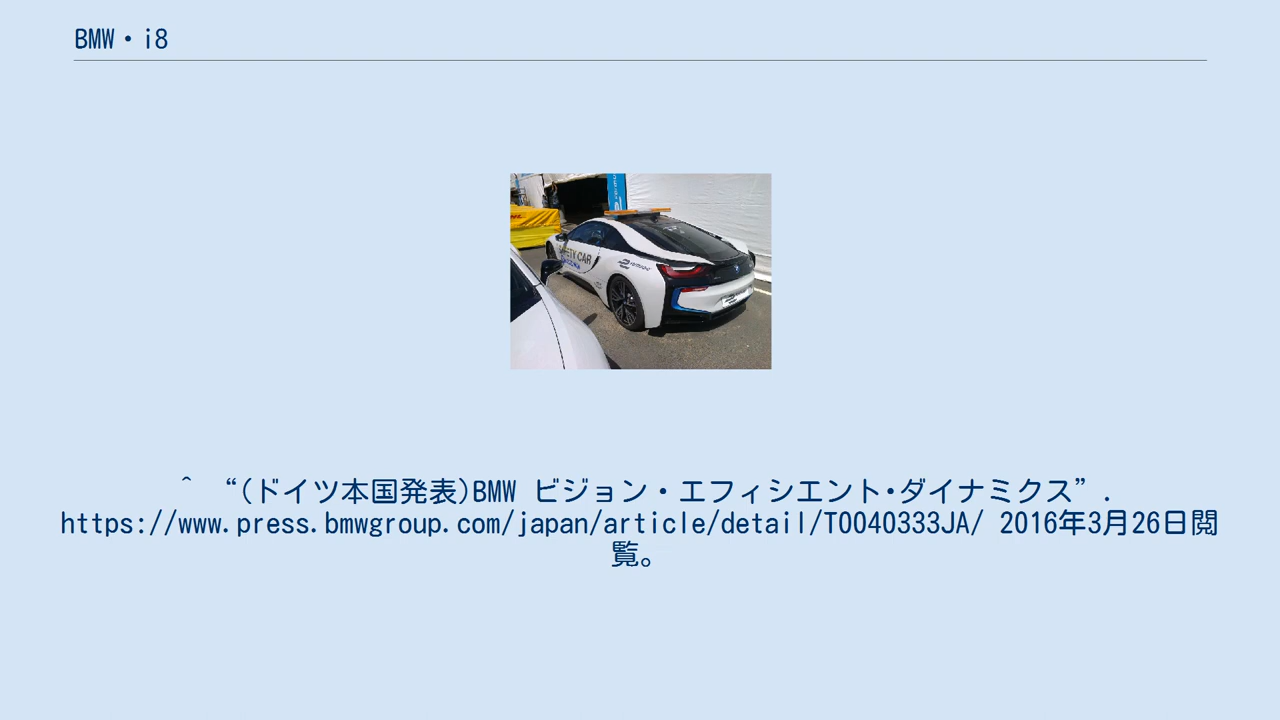 BMW・i8
SAFETY CAR
^ “(ドイツ本国発表)BMW ビジョン・エフィシエント・ダイナミクス”.
https://www.press.bmwgroup.com/japan/article/detail/T0040333JA/ 2016年3月26日閲
覧。